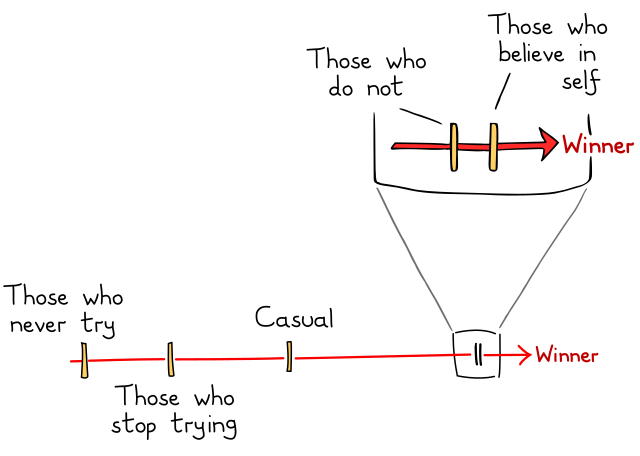 Those who
believe in
self
Those who
do not
Winner
Those who
never try
Casual
Winner
Those who
stop trying